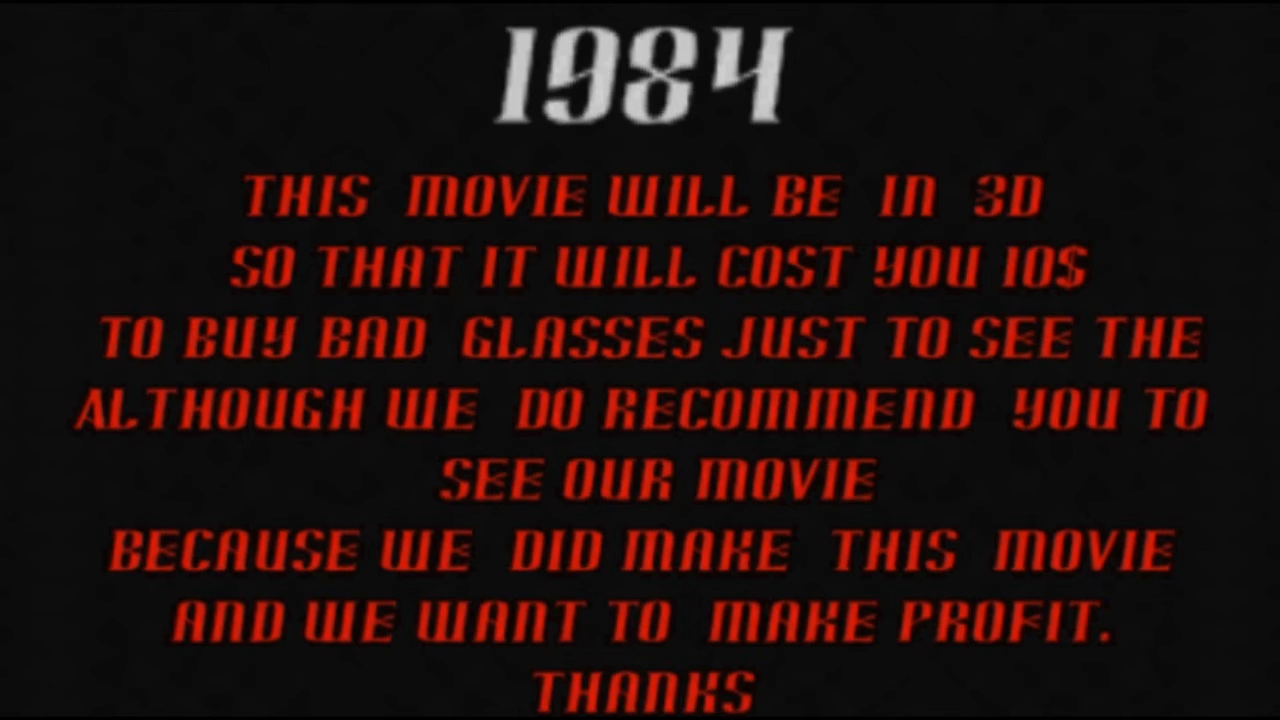 1984
THIS MOVIE WILL BE IN 3D
SO THAT IT WILL COST YOU 10$
TO BUY BAD GLASSES JUST TO SEE THE
ALTHOUGH WE DO RECOMMEND YOU TO
SEE OUR MOVIE
BECAUSE WE DID MAKE THIS MOVIE
AND WE WANT TO MAKE PROFIT.
THANKS